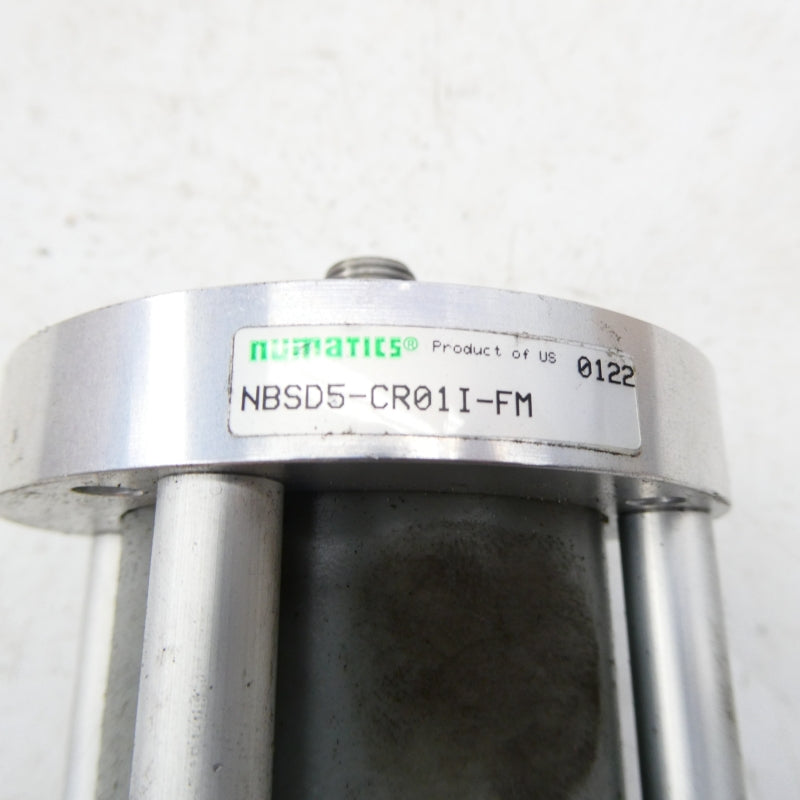 numatics® Product of US 0122
NBSD5-CR01I-FM